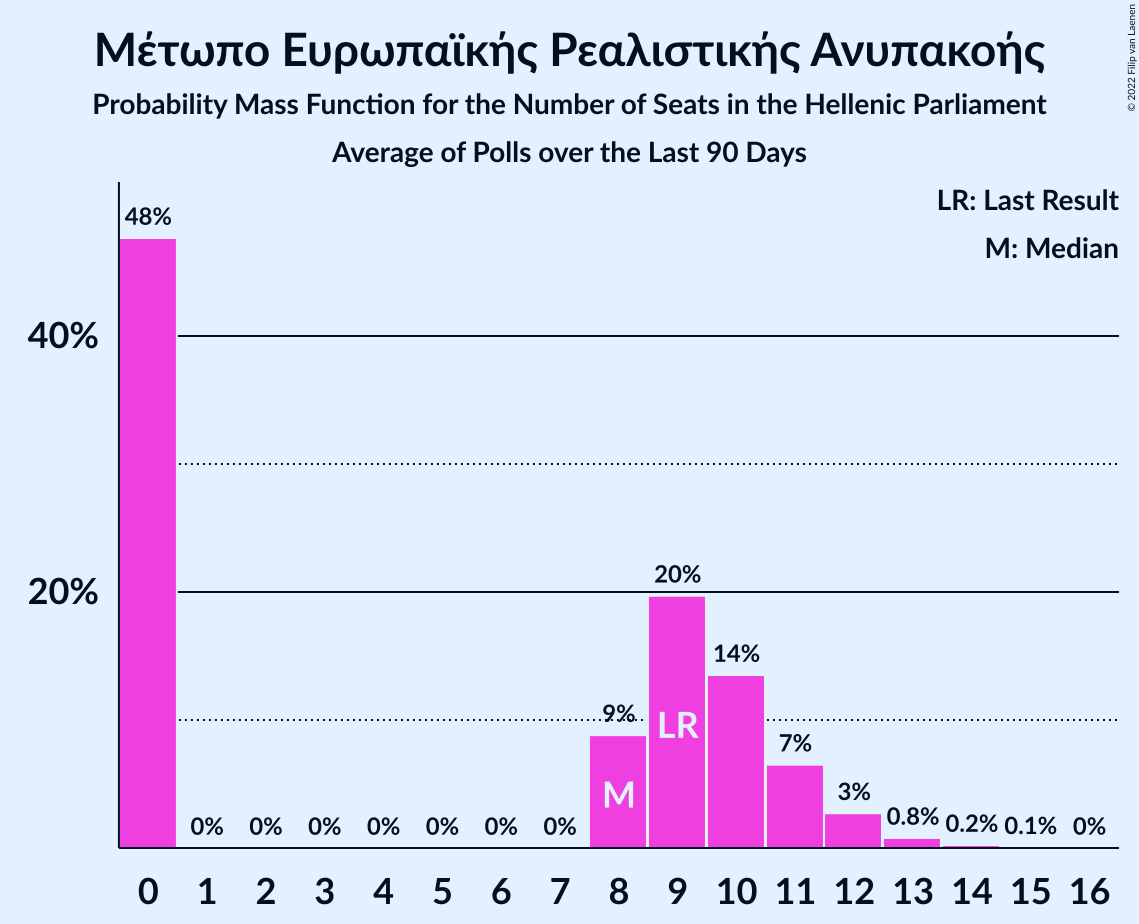 Μέτωπο Ευρωπαϊκής Ρεαλιστικής Ανυπακοής
Probability Mass Function for the Number of Seats in the Hellenic Parliament
Average of Polls over the Last 90 Days
© 2022 Filip van Laenen
LR: Last Result
M: Median
48%
40%
20%
20%
14%
9%
LR
7%
M
3%
0% 0% 0% 0% 0% 0% 0% 0.8% 0.2% 0.1% 0%
0 1 2 3 4 5 6 7 8 9 10 11 12 13 14 15 16